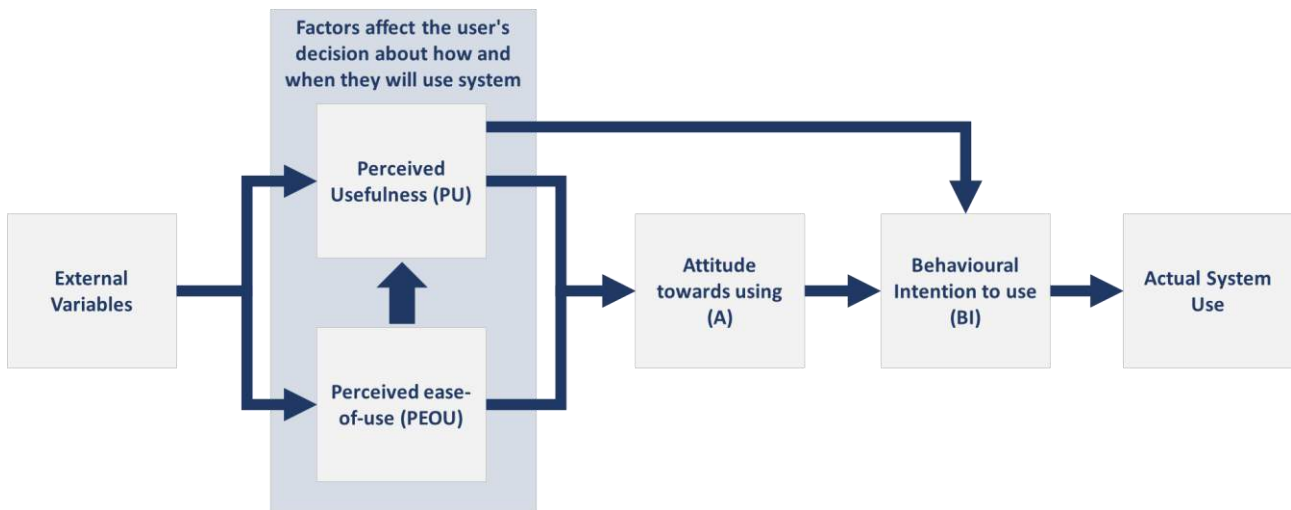 Factors affect the user's
decision about how and
when they will use system
Perceived
Usefulness (PU)
External
Variables
Perceived ease-
of-use (PEOU)
Attitude
towards using
(A)
Behavioural
Intention to use
(BI)
Actual System
Use